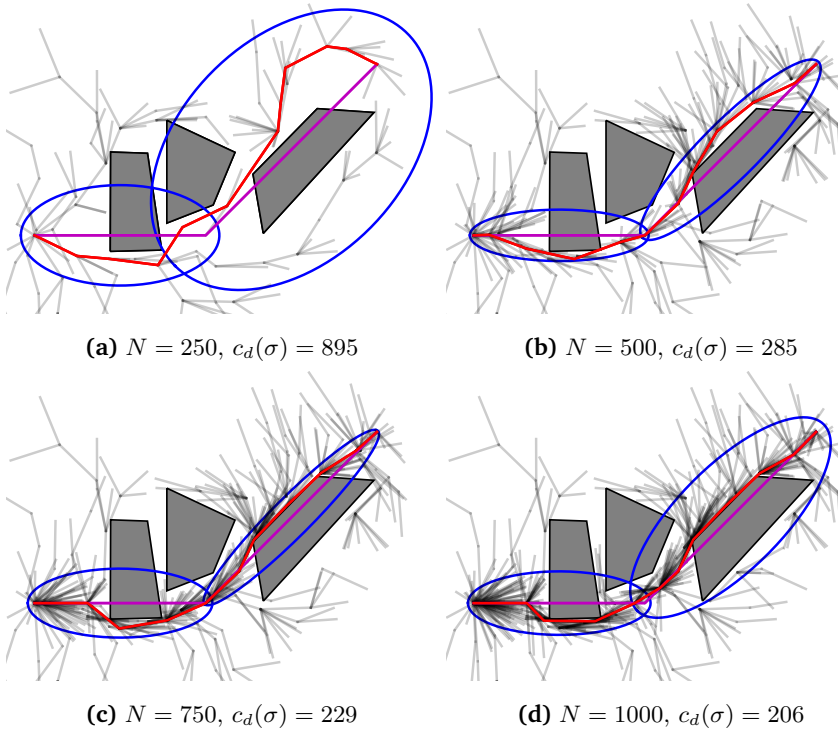 (a) N = 250, c_d(σ) = 895
(b) N = 500, c_d(σ) = 285
(c) N = 750, c_d(σ) = 229
(d) N = 1000, c_d(σ) = 206